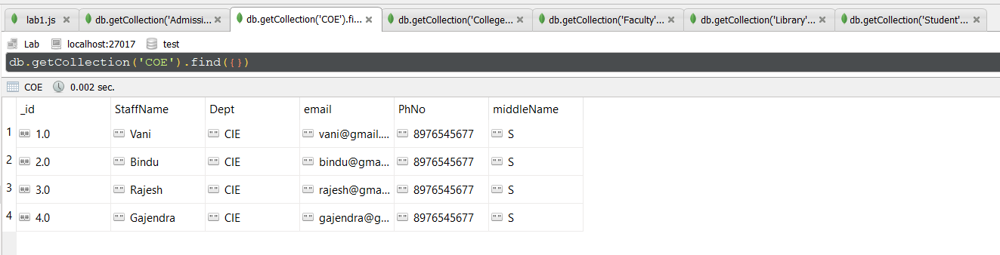 lab1.js db.getCollection('Admissi... db.getCollection('COE').fi... db.getCollection('College... db.getCollection('Faculty'... db.getCollection('Library'... db.getCollection('Student'...
Lab localhost:27017 test
db.getCollection('COE').find({})
COE 0.002 sec.
_id StaffName Dept email PhNo middleName
1 1.0 Vani CIE vani@gmail.... 8976545677 S
2 2.0 Bindu CIE bindu@gma... 8976545677 S
3 3.0 Rajesh CIE rajesh@gma... 8976545677 S
4 4.0 Gajendra CIE gajendra@g... 8976545677 S